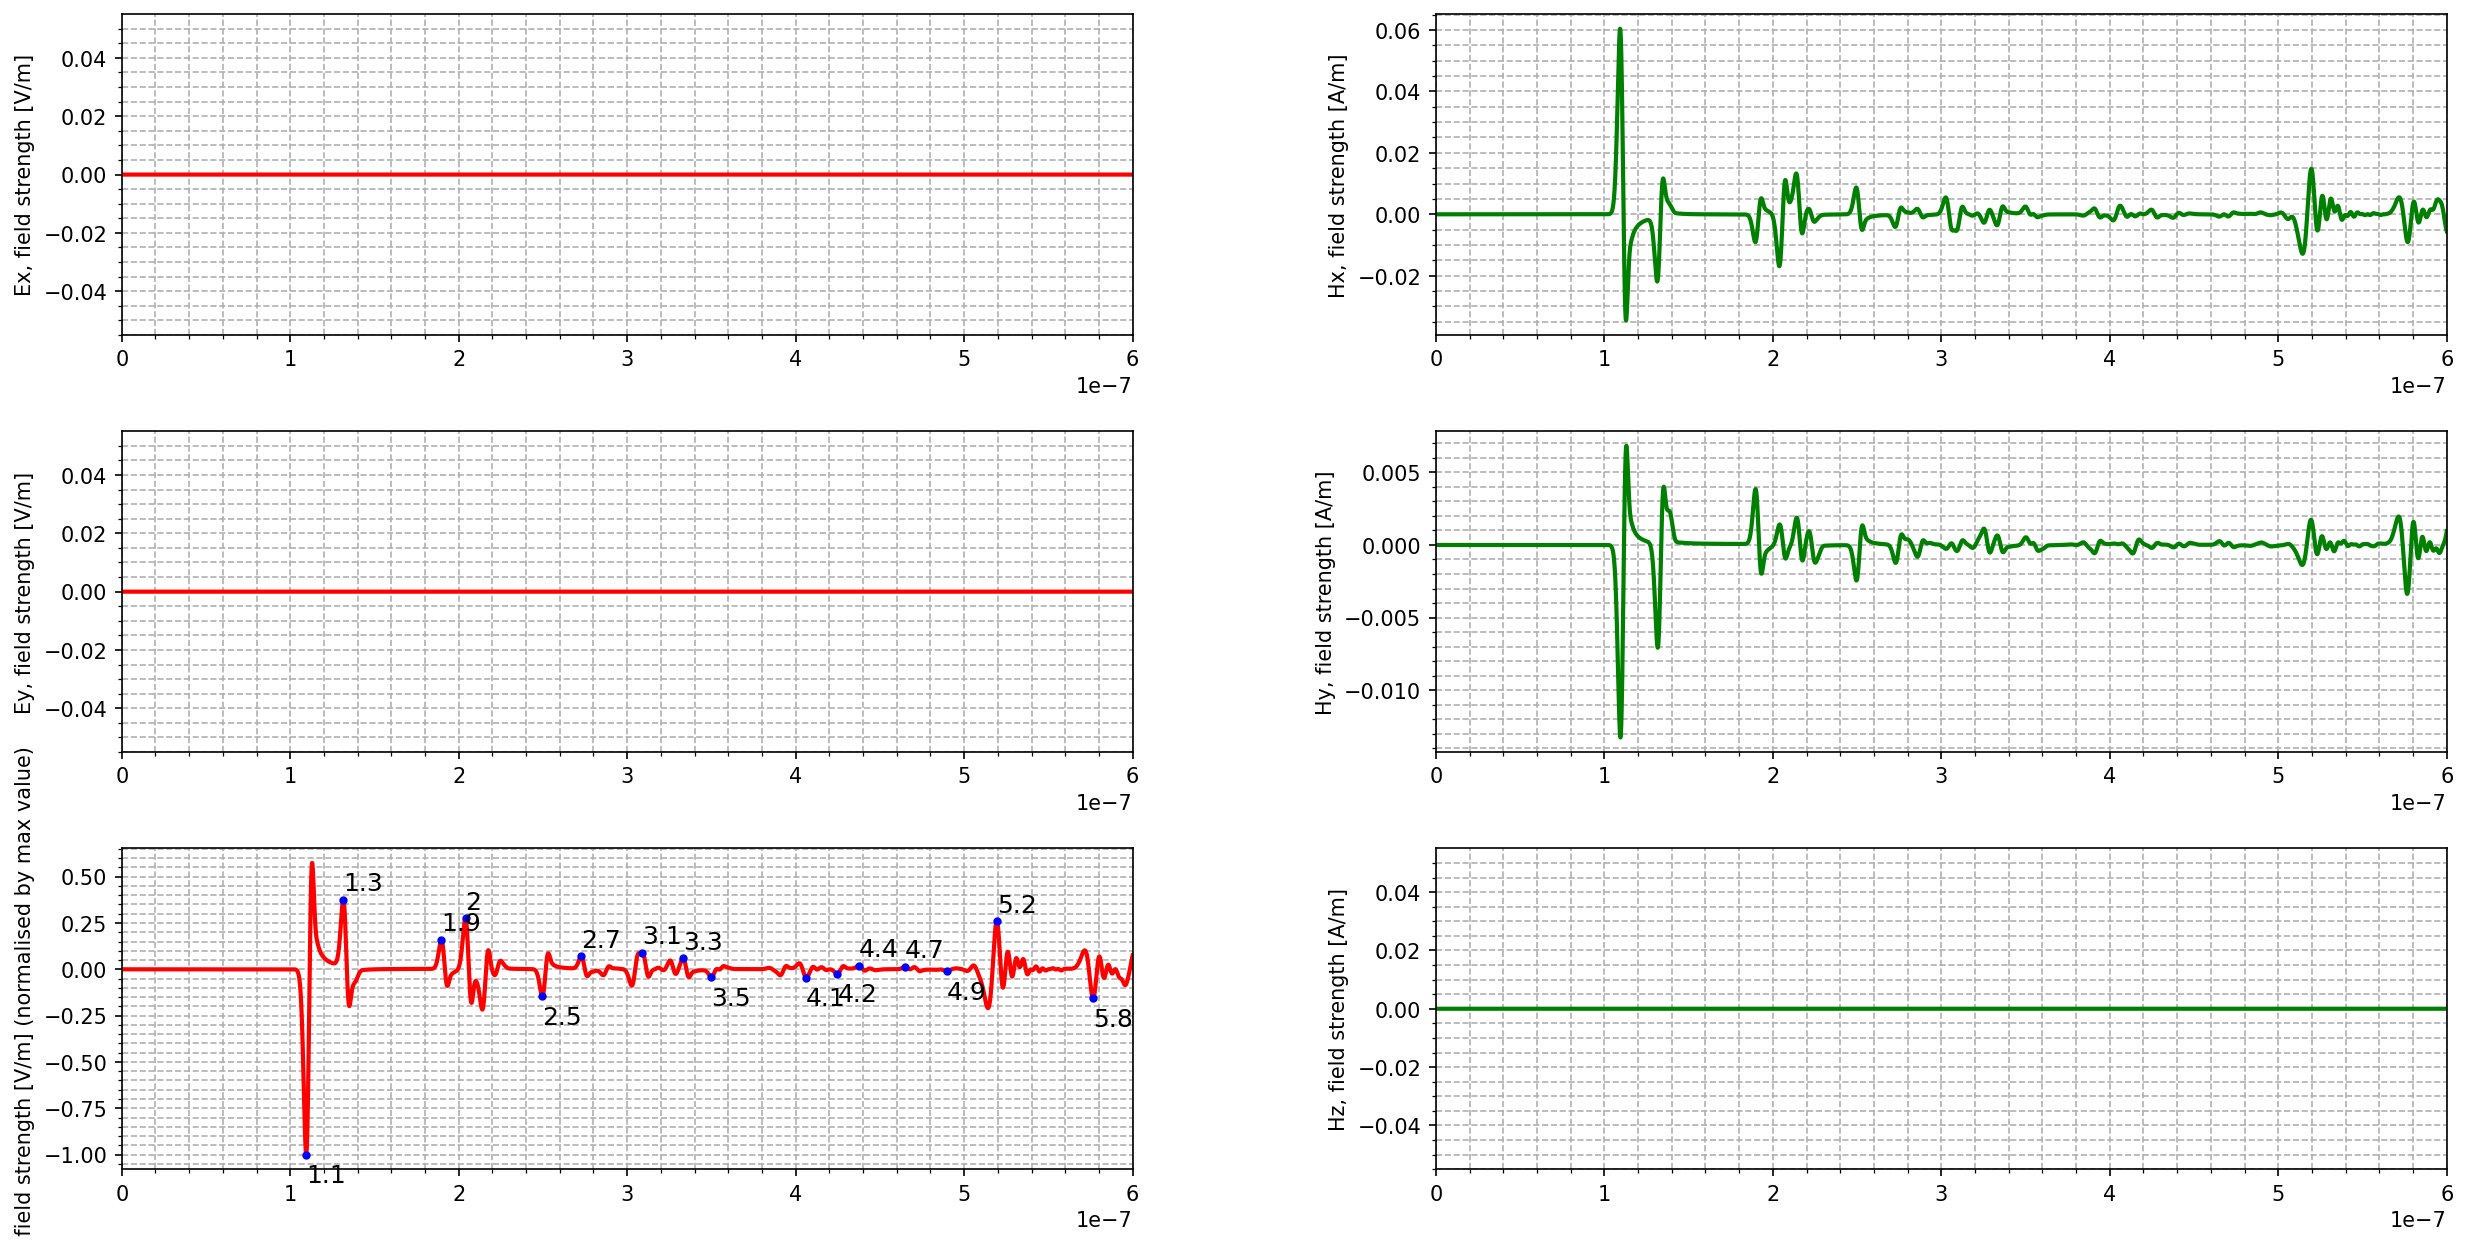 Ex, field strength [V/m]
0.04
0.02
0.00
−0.02
−0.04
0 1 2 3 4 5 6
1e−7
Hx, field strength [A/m]
0.06
0.04
0.02
0.00
−0.02
0 1 2 3 4 5 6
1e−7
Ey, field strength [V/m]
0.04
0.02
0.00
−0.02
−0.04
0 1 2 3 4 5 6
1e−7
Hy, field strength [A/m]
0.005
0.000
−0.005
−0.010
0 1 2 3 4 5 6
1e−7
field strength [V/m] (normalised by max value)
0.50
0.25
0.00
−0.25
−0.50
−0.75
−1.00
1.1
1.3
1.9
2
2.5
2.7
3.1
3.3
3.5
4.1
4.2
4.4
4.7
4.9
5.2
5.8
0 1 2 3 4 5 6
1e−7
Hz, field strength [A/m]
0.04
0.02
0.00
−0.02
−0.04
0 1 2 3 4 5 6
1e−7